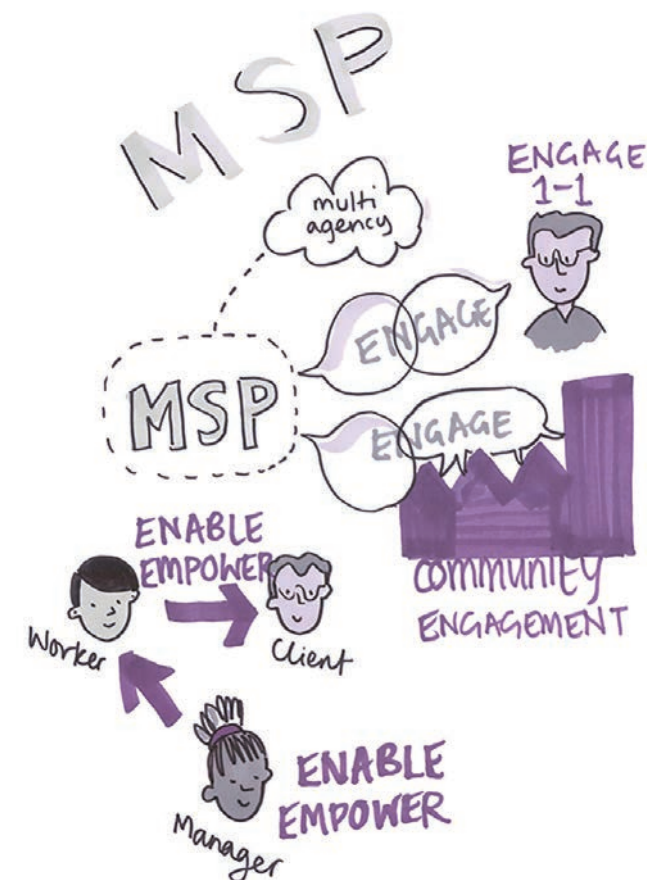 MSP
multi
agency
ENGAGE
1-1
ENGAGE
MSP
ENGAGE
ENABLE
EMPOWER
community
ENGAGEMENT
Worker
Client
ENABLE
EMPOWER
Manager